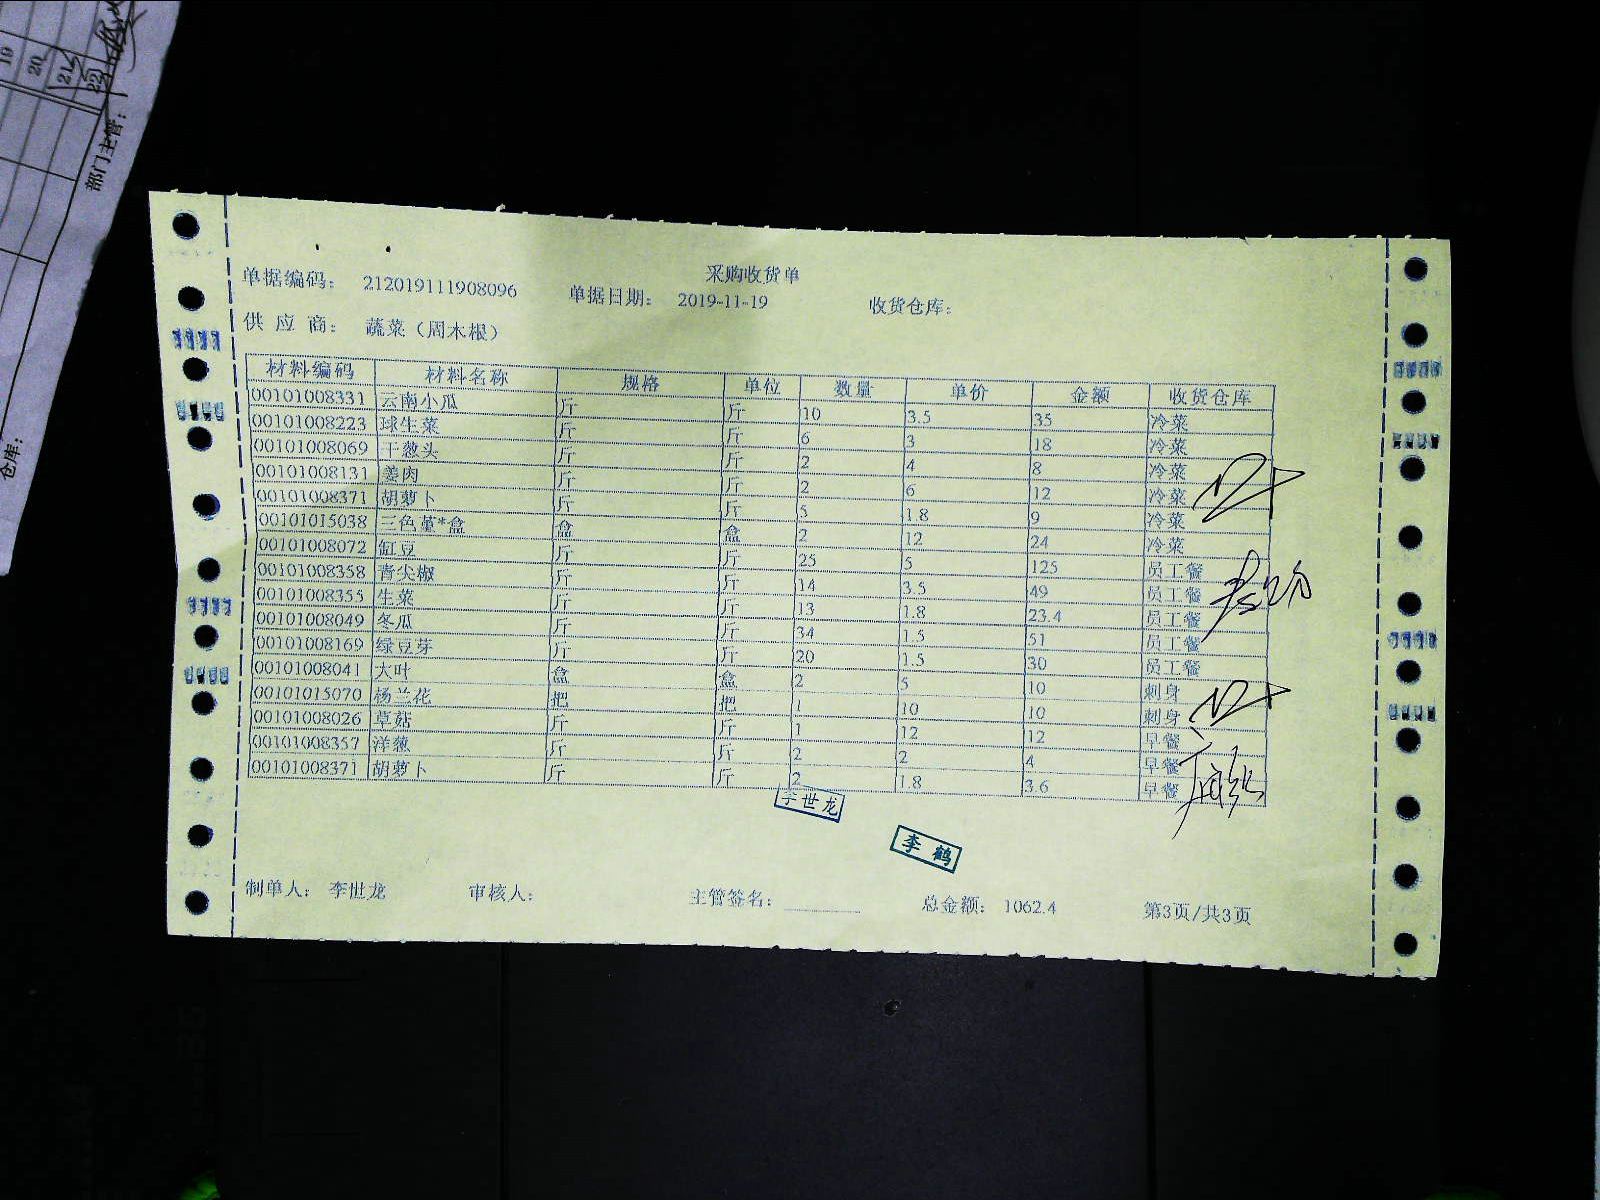 19
20
21
22
部门主管：
仓库：
采购收货单
单据编码： 212019111908096 单据日期： 2019-11-19 收货仓库：
供 应 商： 蔬菜（周木根）
材料编码 材料名称 规格 单位 数量 单价 金额 收货仓库
00101008331 云南小瓜 斤 斤 10 3.5 35 冷菜
00101008223 球生菜 斤 斤 6 3 18 冷菜
00101008069 干葱头 斤 斤 2 4 8 冷菜
00101008131 姜肉 斤 斤 2 6 12 冷菜
00101008371 胡萝卜 斤 斤 5 1.8 9 冷菜
00101015038 三色堇*盒 盒 盒 2 12 24 冷菜
00101008072 缸豆 斤 斤 25 5 125 员工餐
00101008358 青尖椒 斤 斤 14 3.5 49 员工餐
00101008355 生菜 斤 斤 13 1.8 23.4 员工餐
00101008049 冬瓜 斤 斤 34 1.5 51 员工餐
00101008169 绿豆芽 斤 斤 20 1.5 30 员工餐
00101008041 大叶 盒 盒 2 5 10 刺身
00101015070 杨兰花 把 把 1 10 10 刺身
00101008026 草菇 斤 斤 1 12 12 早餐
00101008357 洋葱 斤 斤 2 2 4 早餐
00101008371 胡萝卜 斤 斤 2 1.8 3.6 早餐
李世龙
李鹤
制单人： 李世龙 审核人： 主管签名： 总金额： 1062.4 第3页/共3页